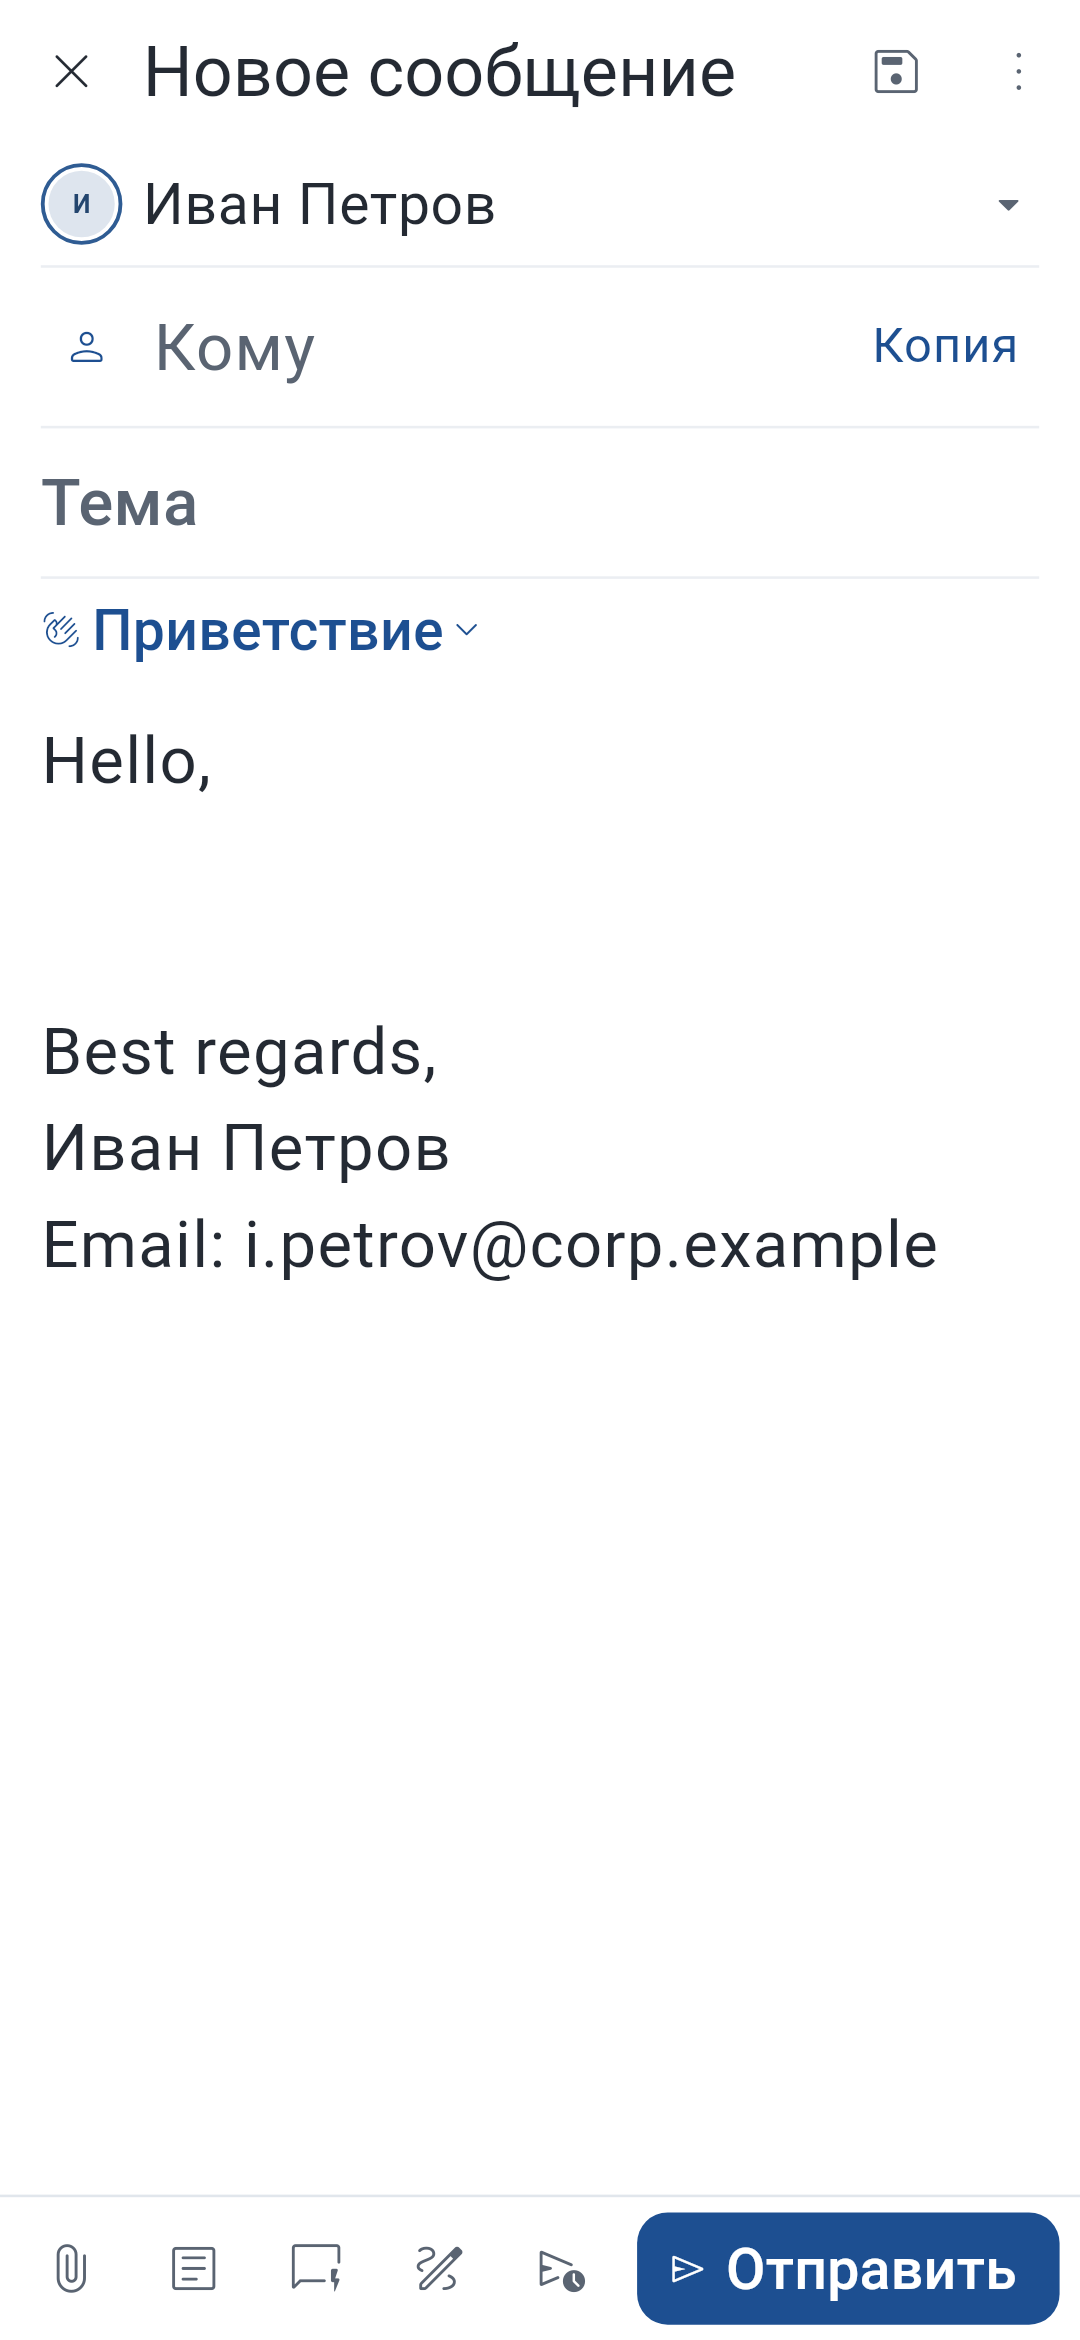 Новое сообщение
И Иван Петров
Кому Копия
Тема
Приветствие
Hello,
Best regards,
Иван Петров
Email: i.petrov@corp.example
Отправить